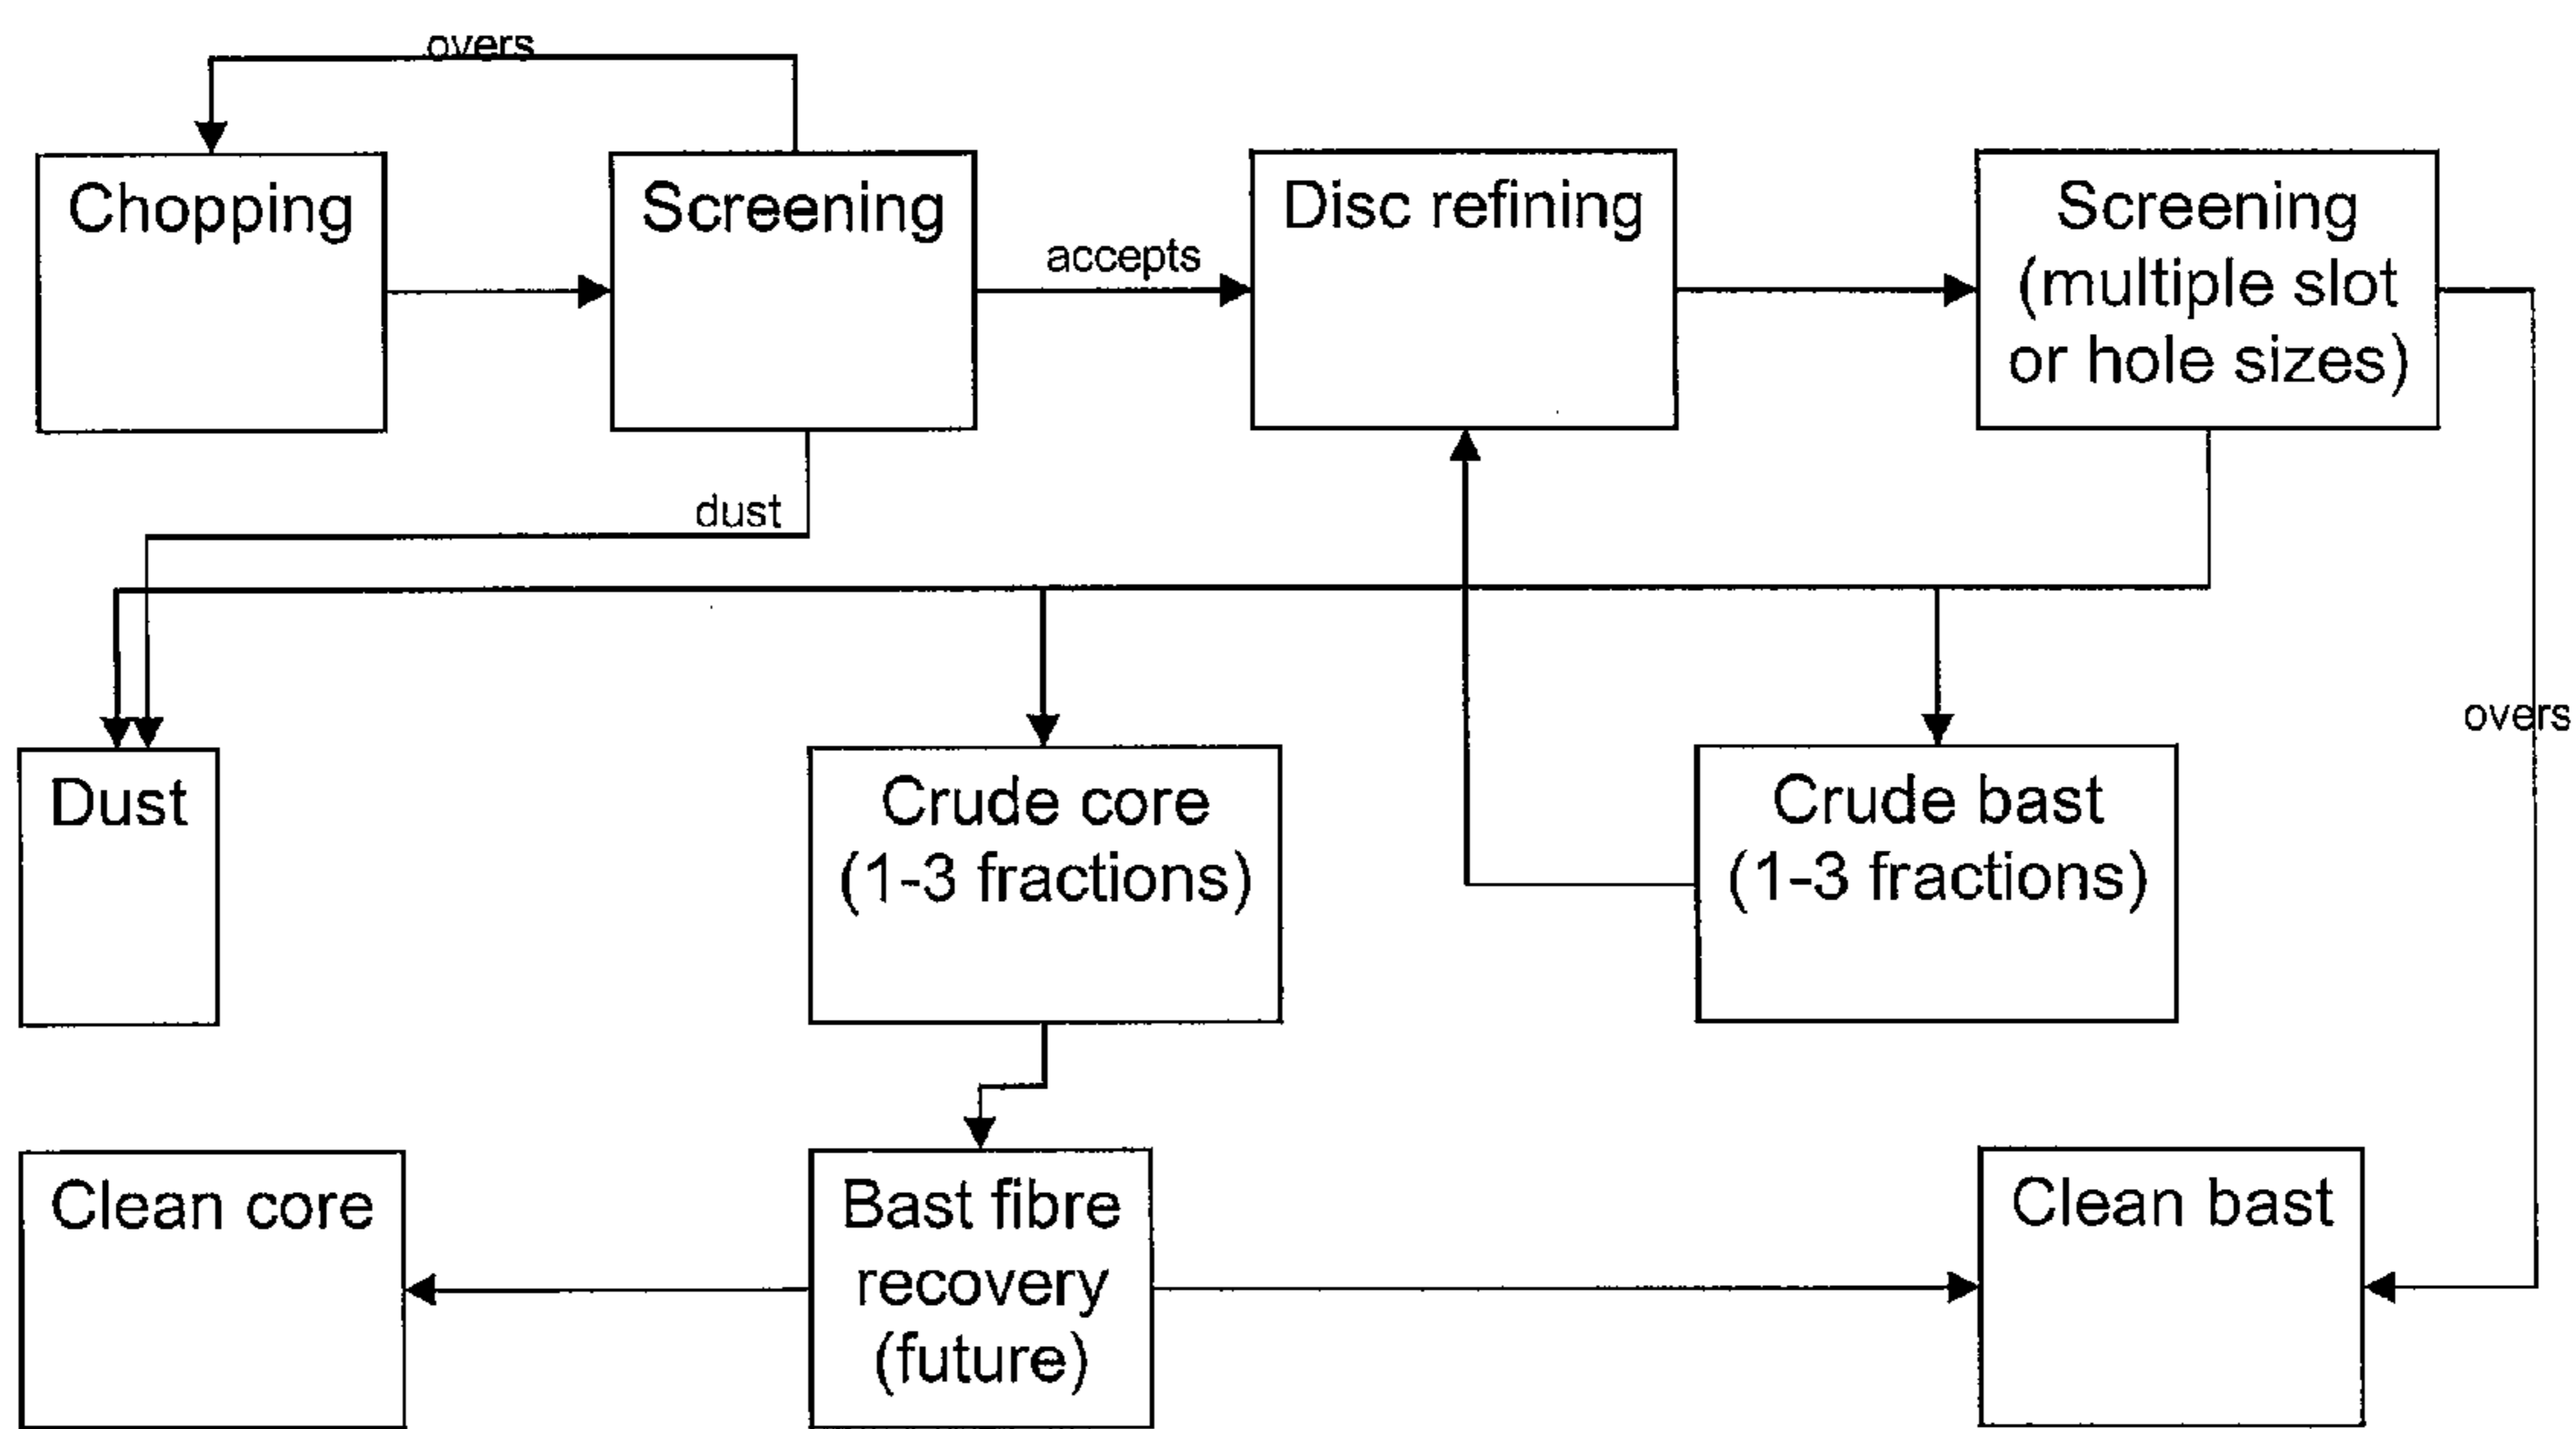 overs
Chopping
Screening
accepts
Disc refining
Screening
(multiple slot
or hole sizes)
dust
overs
Dust
Crude core
(1-3 fractions)
Crude bast
(1-3 fractions)
Clean core
Bast fibre
recovery
(future)
Clean bast